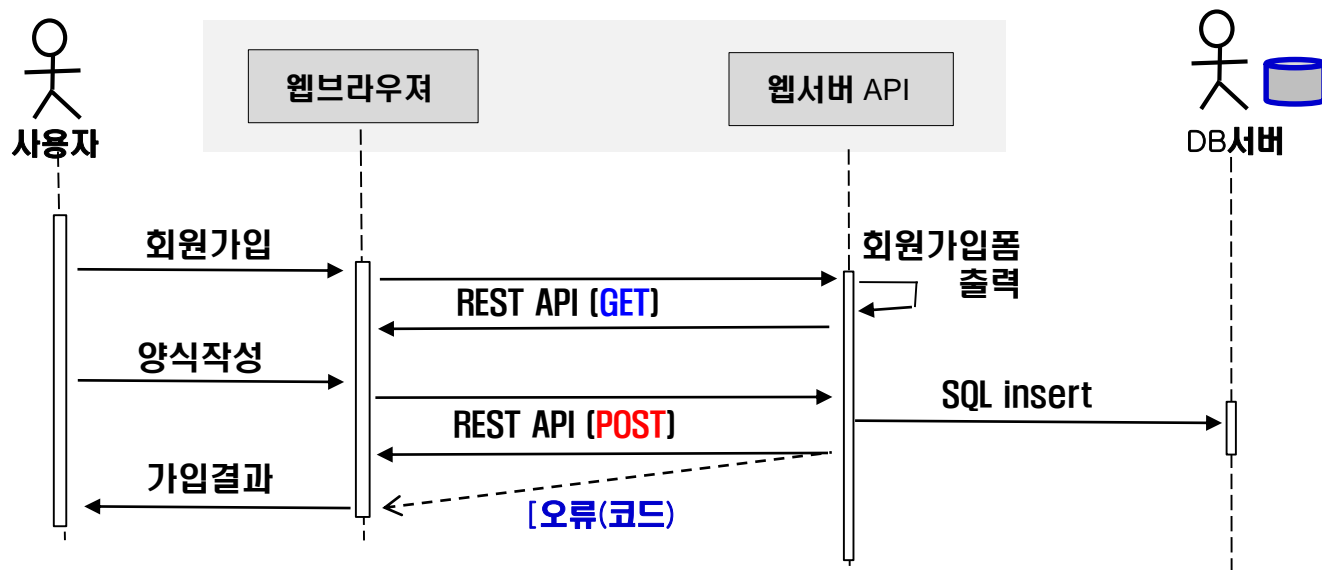 웹브라우져
웹서버 API
사용자
DB서버
회원가입
회원가입폼
출력
REST API (GET)
양식작성
SQL insert
REST API (POST)
가입결과
[오류(코드)